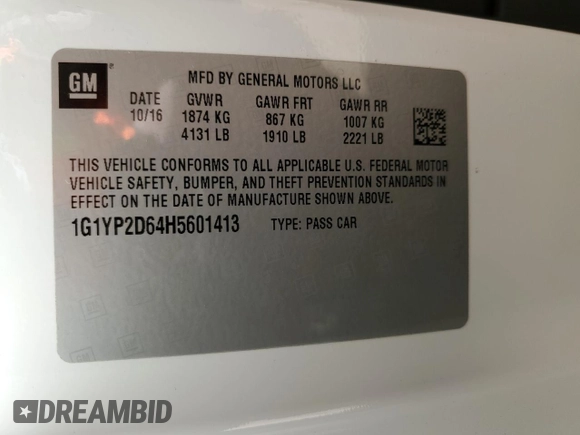 GM
MFD BY GENERAL MOTORS LLC
DATE GVWR GAWR FRT GAWR RR
10/16 1874 KG 867 KG 1007 KG
4131 LB 1910 LB 2221 LB
THIS VEHICLE CONFORMS TO ALL APPLICABLE U.S. FEDERAL MOTOR
VEHICLE SAFETY, BUMPER, AND THEFT PREVENTION STANDARDS IN
EFFECT ON THE DATE OF MANUFACTURE SHOWN ABOVE.
1G1YP2D64H5601413 TYPE: PASS CAR
DREAMBID